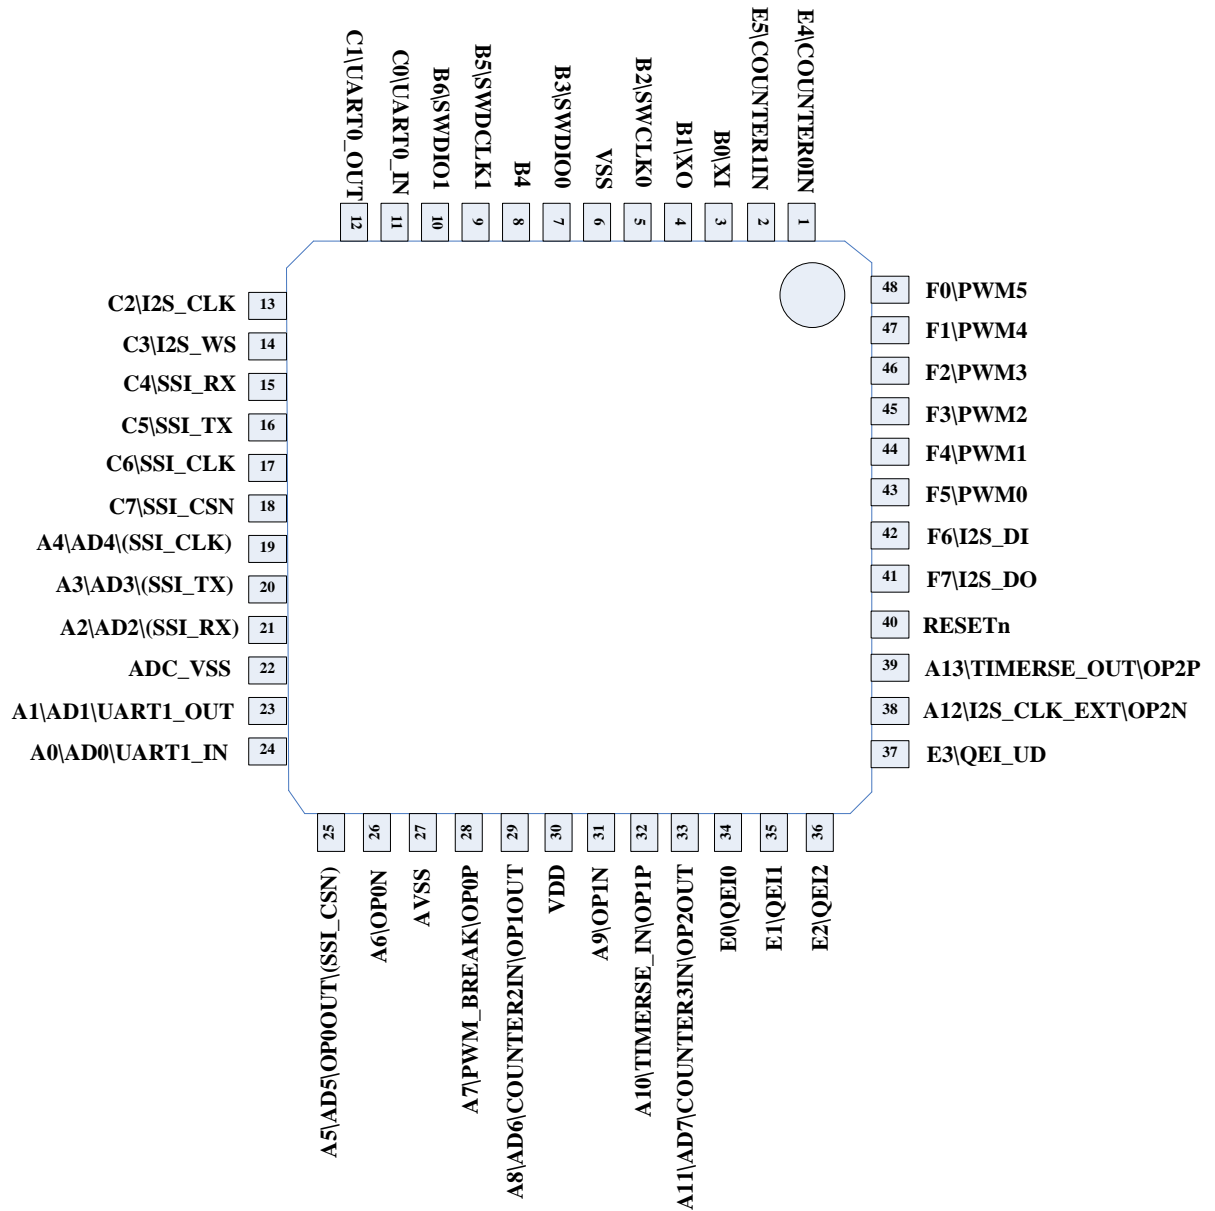 C1\UART0_OUT
C0\UART0_IN
B6\SWDIO1
B5\SWDCLK1
B4
B3\SWDIO0
VSS
B2\SWCLK0
B1\XO
B0\XI
E5\COUNTER1IN
E4\COUNTER0IN
12
11
10
9
8
7
6
5
4
3
2
1
C2\I2S_CLK 13
C3\I2S_WS 14
C4\SSI_RX 15
C5\SSI_TX 16
C6\SSI_CLK 17
C7\SSI_CSN 18
A4\AD4\(SSI_CLK) 19
A3\AD3\(SSI_TX) 20
A2\AD2\(SSI_RX) 21
ADC_VSS 22
A1\AD1\UART1_OUT 23
A0\AD0\UART1_IN 24
48 F0\PWM5
47 F1\PWM4
46 F2\PWM3
45 F3\PWM2
44 F4\PWM1
43 F5\PWM0
42 F6\I2S_DI
41 F7\I2S_DO
40 RESETn
39 A13\TIMERSE_OUT\OP2P
38 A12\I2S_CLK_EXT\OP2N
37 E3\QEI_UD
25
26
27
28
29
30
31
32
33
34
35
36
A5\AD5\OP0OUT\(SSI_CSN)
A6\OP0N
AVSS
A7\PWM_BREAK\OP0P
A8\AD6\COUNTER2IN\OP1OUT
VDD
A9\OP1N
A10\TIMERSE_IN\OP1P
A11\AD7\COUNTER3IN\OP2OUT
E0\QEI0
E1\QEI1
E2\QEI2